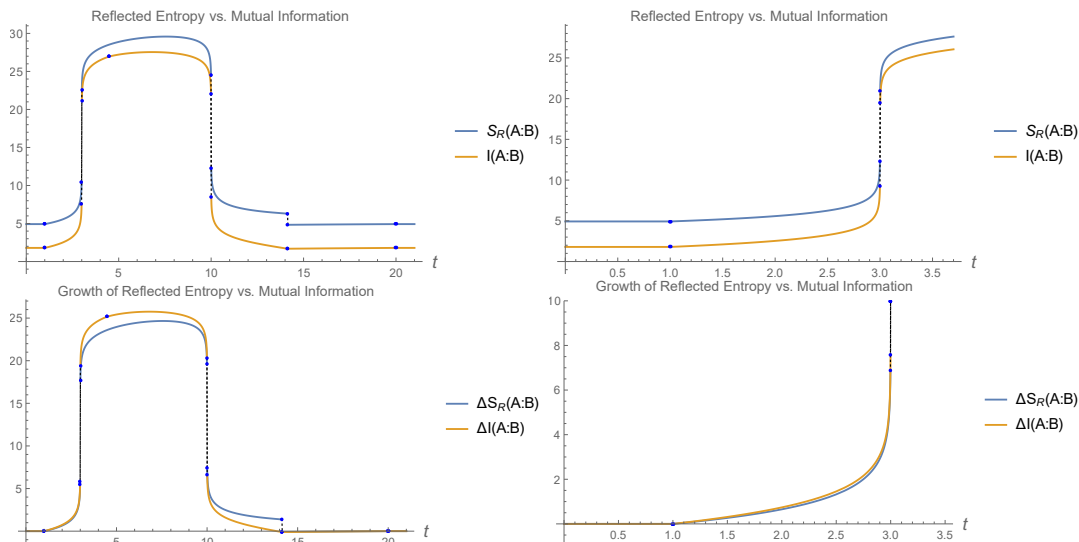 Reflected Entropy vs. Mutual Information
30
25
20
15
10
5
5
10
15
20
t
S_R(A:B)
I(A:B)
Reflected Entropy vs. Mutual Information
25
20
15
10
5
0.5
1.0
1.5
2.0
2.5
3.0
3.5
t
S_R(A:B)
I(A:B)
Growth of Reflected Entropy vs. Mutual Information
25
20
15
10
5
5
10
15
20
t
ΔS_R(A:B)
ΔI(A:B)
Growth of Reflected Entropy vs. Mutual Information
10
8
6
4
2
0.5
1.0
1.5
2.0
2.5
3.0
3.5
t
ΔS_R(A:B)
ΔI(A:B)